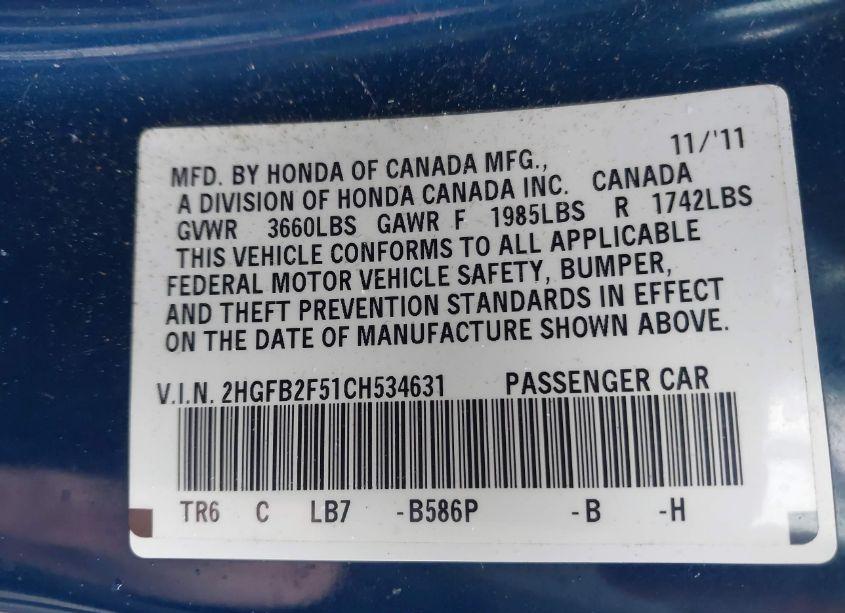 11/'11
MFD. BY HONDA OF CANADA MFG.,
A DIVISION OF HONDA CANADA INC. CANADA
GVWR 3660LBS GAWR F 1985LBS R 1742LBS
THIS VEHICLE CONFORMS TO ALL APPLICABLE
FEDERAL MOTOR VEHICLE SAFETY, BUMPER,
AND THEFT PREVENTION STANDARDS IN EFFECT
ON THE DATE OF MANUFACTURE SHOWN ABOVE.
V.I.N. 2HGFB2F51CH534631 PASSENGER CAR
TR6 C LB7 -B586P -B -H